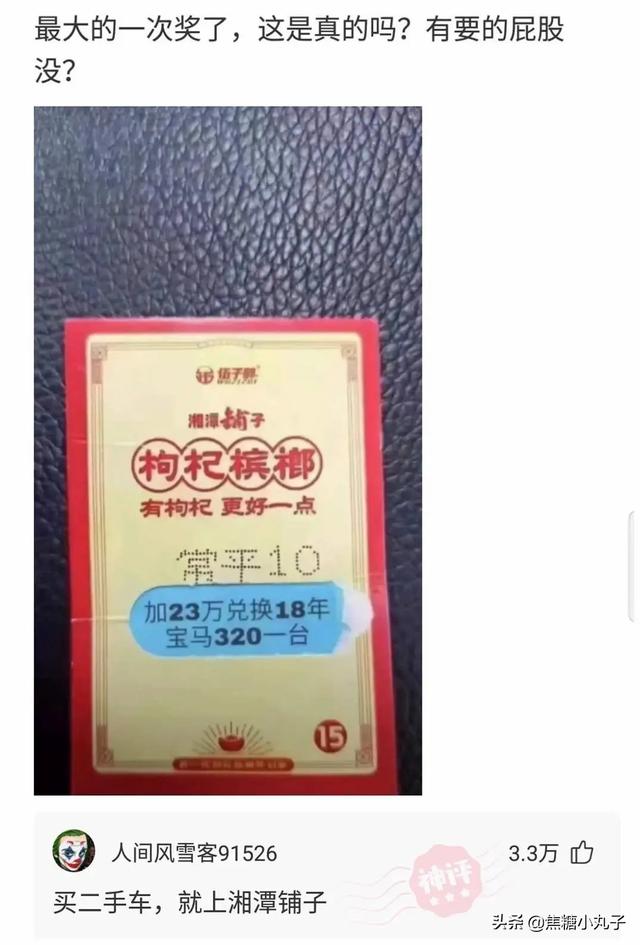 最大的一次奖了，这是真的吗？有要的屁股
没？
伍子醉
湘潭铺子
枸杞槟榔
有枸杞 更好一点
常平10
加23万兑换18年
宝马320一台
15
人间风雪客91526
3.3万
买二手车，就上湘潭铺子
神评
头条 @焦糖小丸子